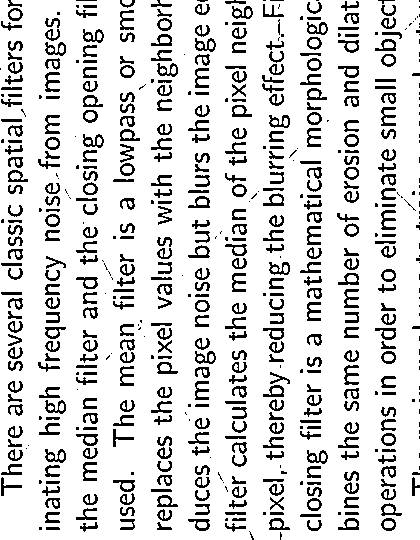 There are several classic spatial filters for
inating high frequency noise from images.
the median filter and the closing opening fil
used. The mean filter is a lowpass or smo
replaces the pixel values with the neighborh
duces the image noise but blurs the image e
filter calculates the median of the pixel neigh
pixel, thereby reducing the blurring effect. Fi
closing filter is a mathematical morphologic
bines the same number of erosion and dilat
operations in order to eliminate small object